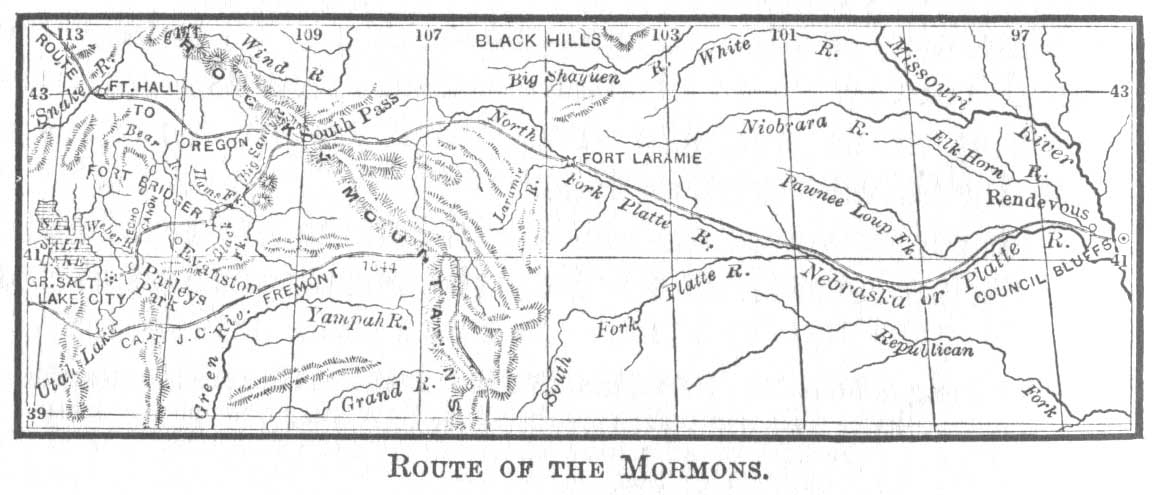 113
111
109
107
101
97
BLACK HILLS
ROUTE
TO
OREGON
Snake R.
FT. HALL
Wind R
ROCKY MOUNTAINS
South Pass
Big Shayuen R.
White R.
Missouri
River
43
43
North
Fork
Platte
R.
FORT LARAMIE
Niobrara R.
Elk Horn R.
Rendevous
Pawnee Loup Fk.
Laramie R.
Bear R.
FORT BRIDGER
Hams Fk.
Big Sandy
Black Fk.
ECHO CANON
Weber R.
Evanston
Parleys
Park
SALT
LAKE
GR. SALT
LAKE CITY
41
41
COUNCIL BLUFFS
Nebraska or Platte R.
CAPT. J. C. FREMONT
1844
Green Riv.
Yampah R.
Grand R.
Utah Lake
South
Fork
Platte R.
Republican
Fork
39
103
ROUTE OF THE MORMONS.